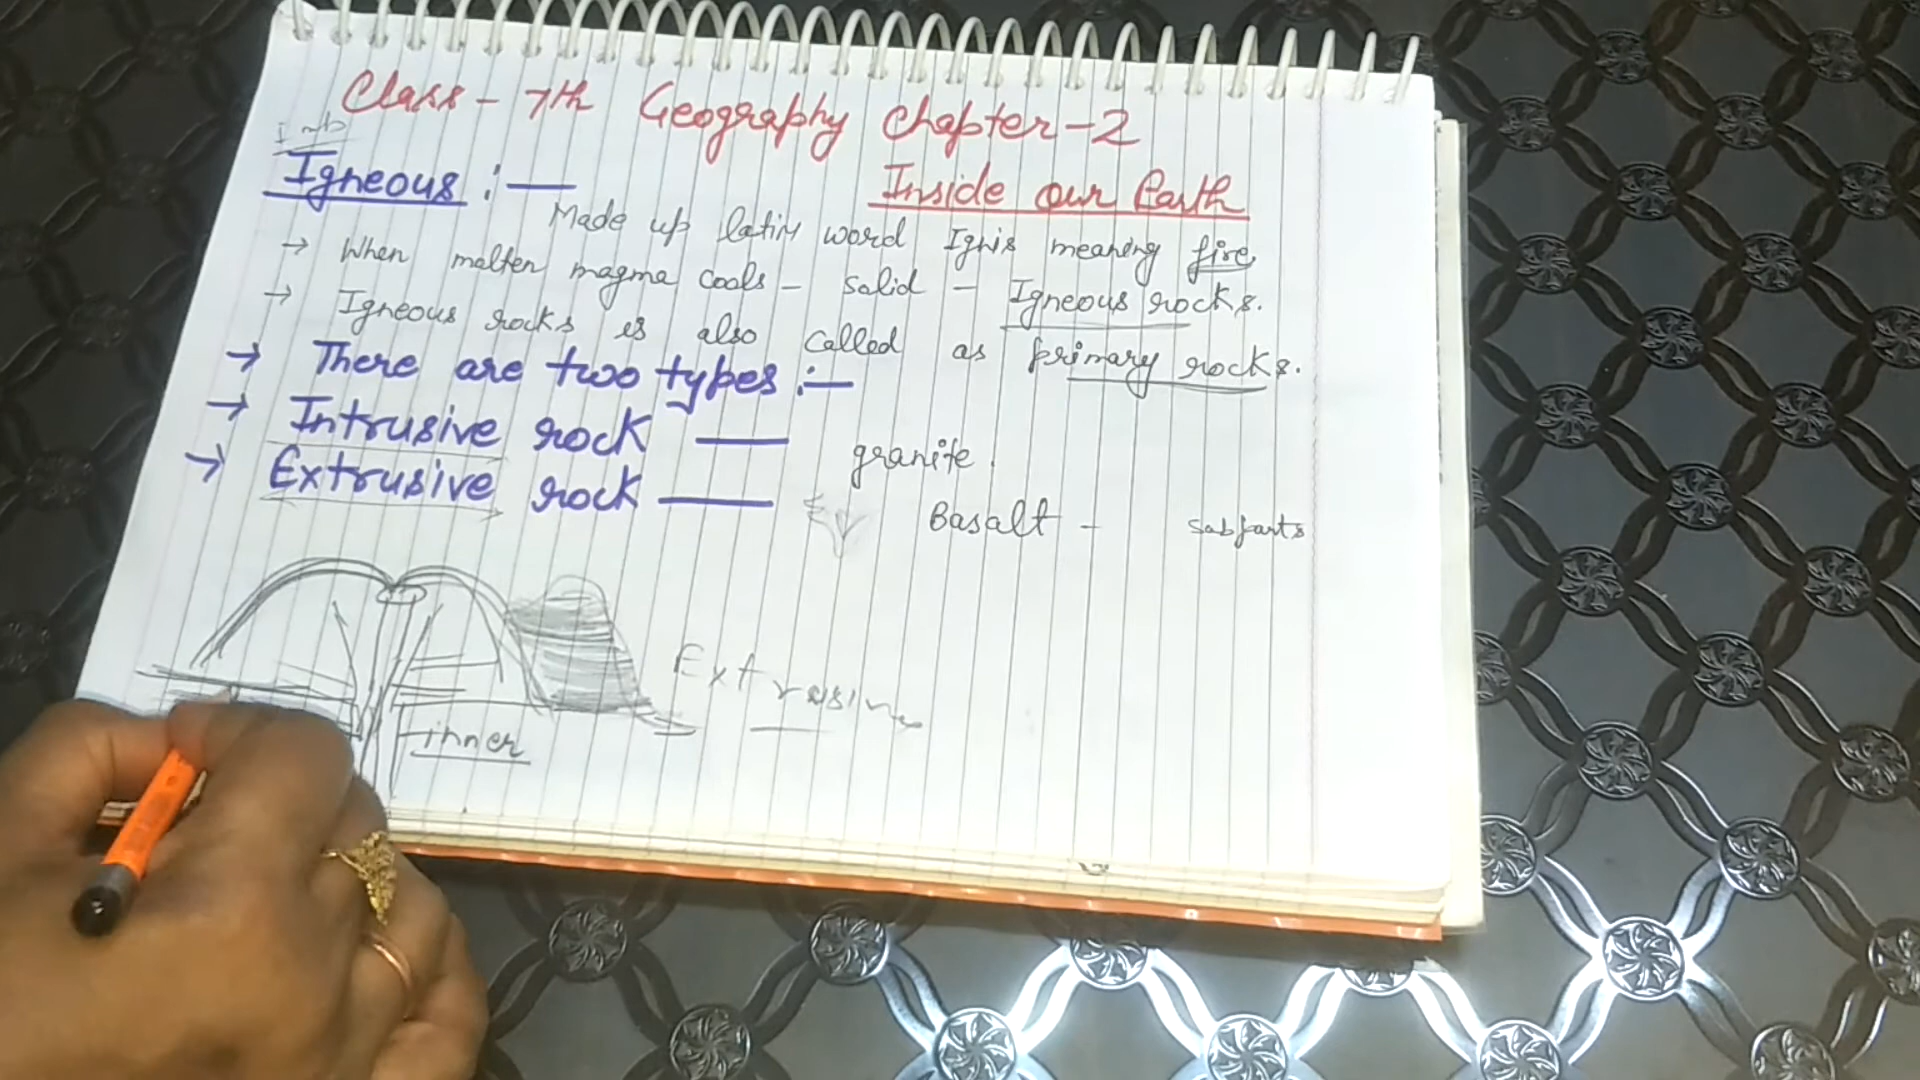 Class - 7th Geography Chapter-2
Inside our Earth
Igneous :—
Made up latin word Ignis meaning fire
→ When molten magma cools - solid - Igneous rocks.
→ Igneous rocks is also called as primary rocks.
→ There are two types :—
→ Intrusive rock — granite.
→ Extrusive rock — Basalt -
inner